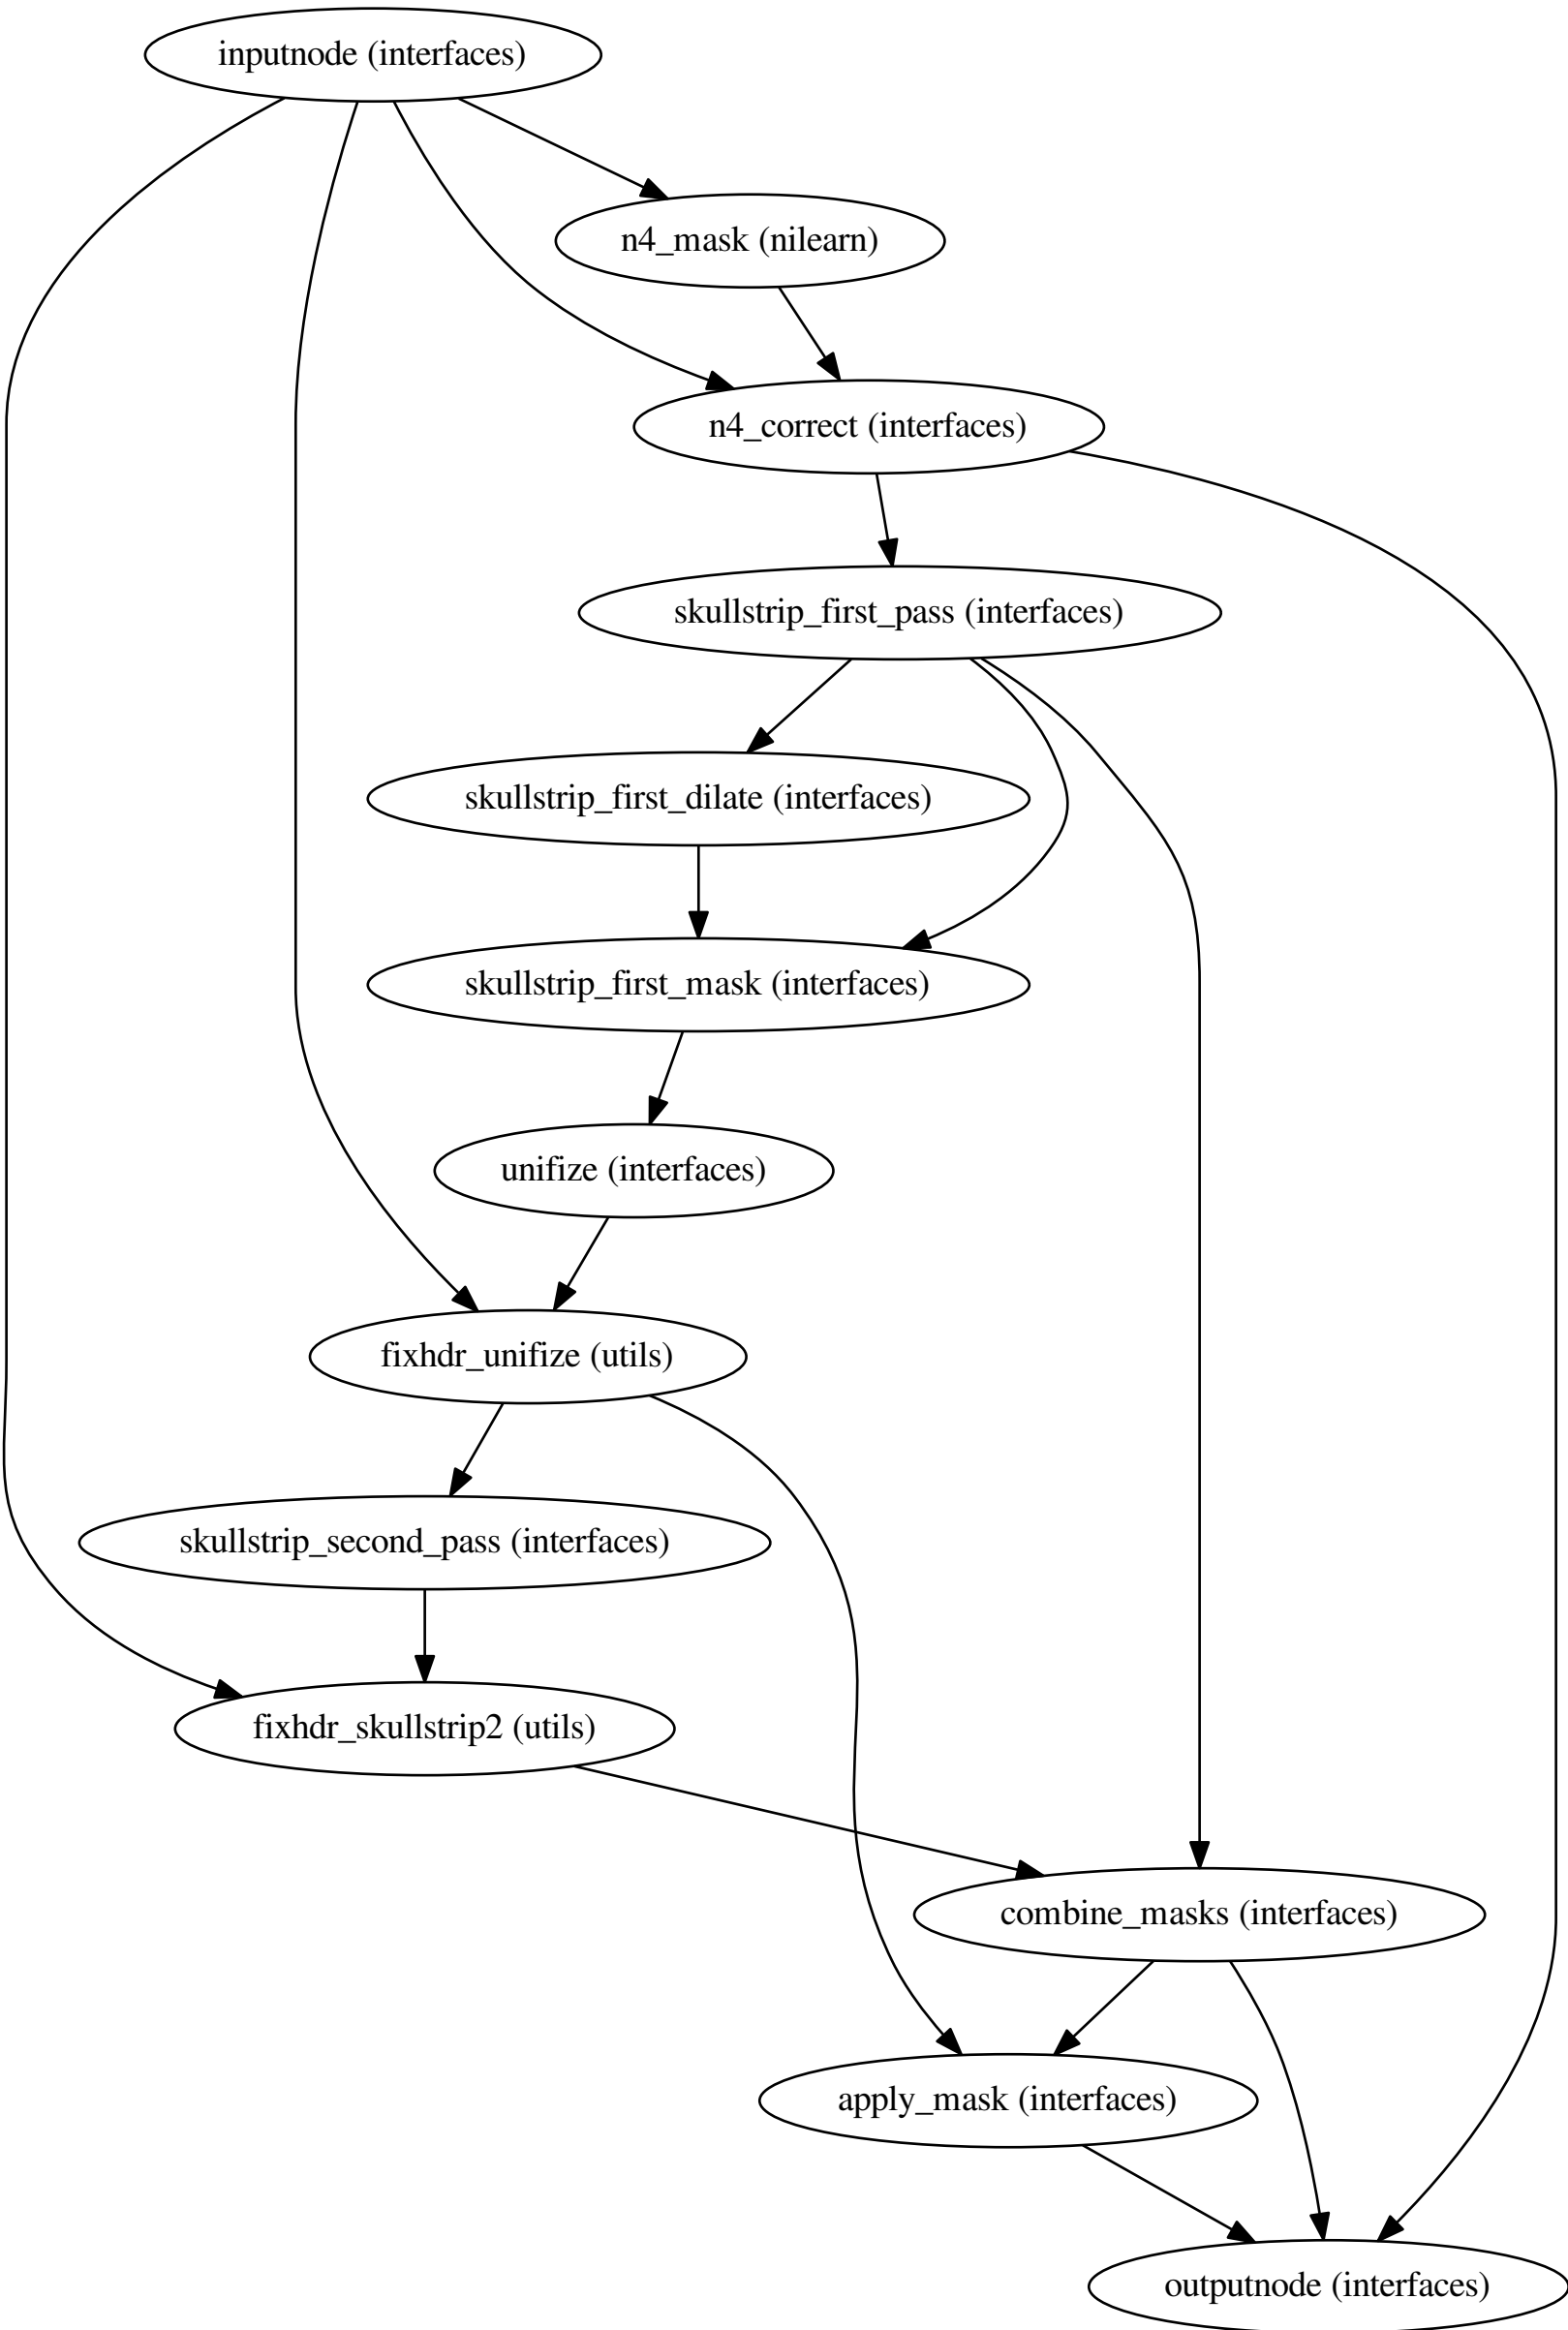 inputnode (interfaces)
n4_mask (nilearn)
n4_correct (interfaces)
skullstrip_first_pass (interfaces)
skullstrip_first_dilate (interfaces)
skullstrip_first_mask (interfaces)
unifize (interfaces)
fixhdr_unifize (utils)
skullstrip_second_pass (interfaces)
fixhdr_skullstrip2 (utils)
combine_masks (interfaces)
apply_mask (interfaces)
outputnode (interfaces)